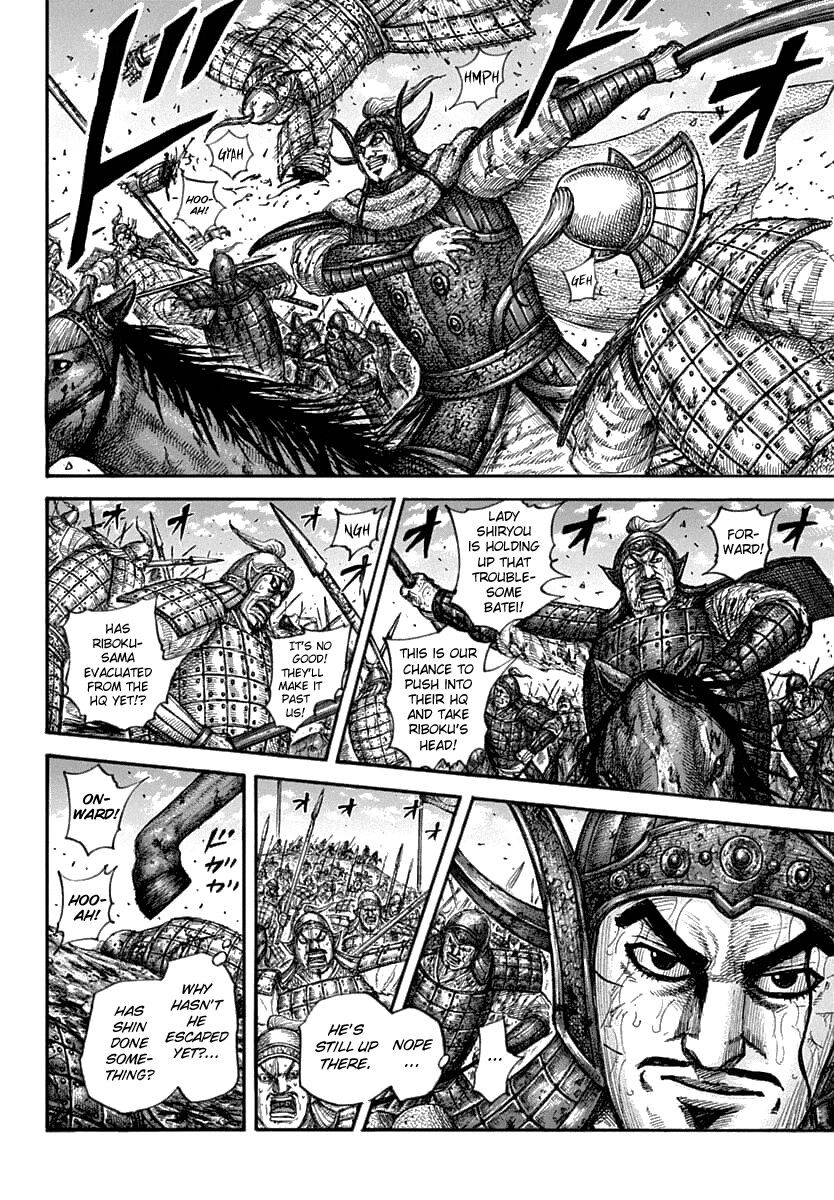 ドド
HMPH
GYAH
HOO-
AH!
GEH
オオ
FOR-
WARD!
LADY
SHIRYOU
IS HOLDING
UP THAT
TROUBLE-
SOME
BATEI!
THIS IS OUR
CHANCE TO
PUSH INTO
THEIR HQ
AND TAKE
RIBOKU'S
HEAD!
オオ
NGH
IT'S NO
GOOD!
THEY'LL
MAKE IT
PAST
US!
HAS
RIBOKU-
SAMA
EVACUATED
FROM THE
HQ YET!?
...
NOPE
...
HE'S
STILL UP
THERE.
ドガガ
ON-
WARD!
HOO-
AH!
WHY
HASN'T
HE
ESCAPED
YET?...
HAS
SHIN
DONE
SOME-
THING?